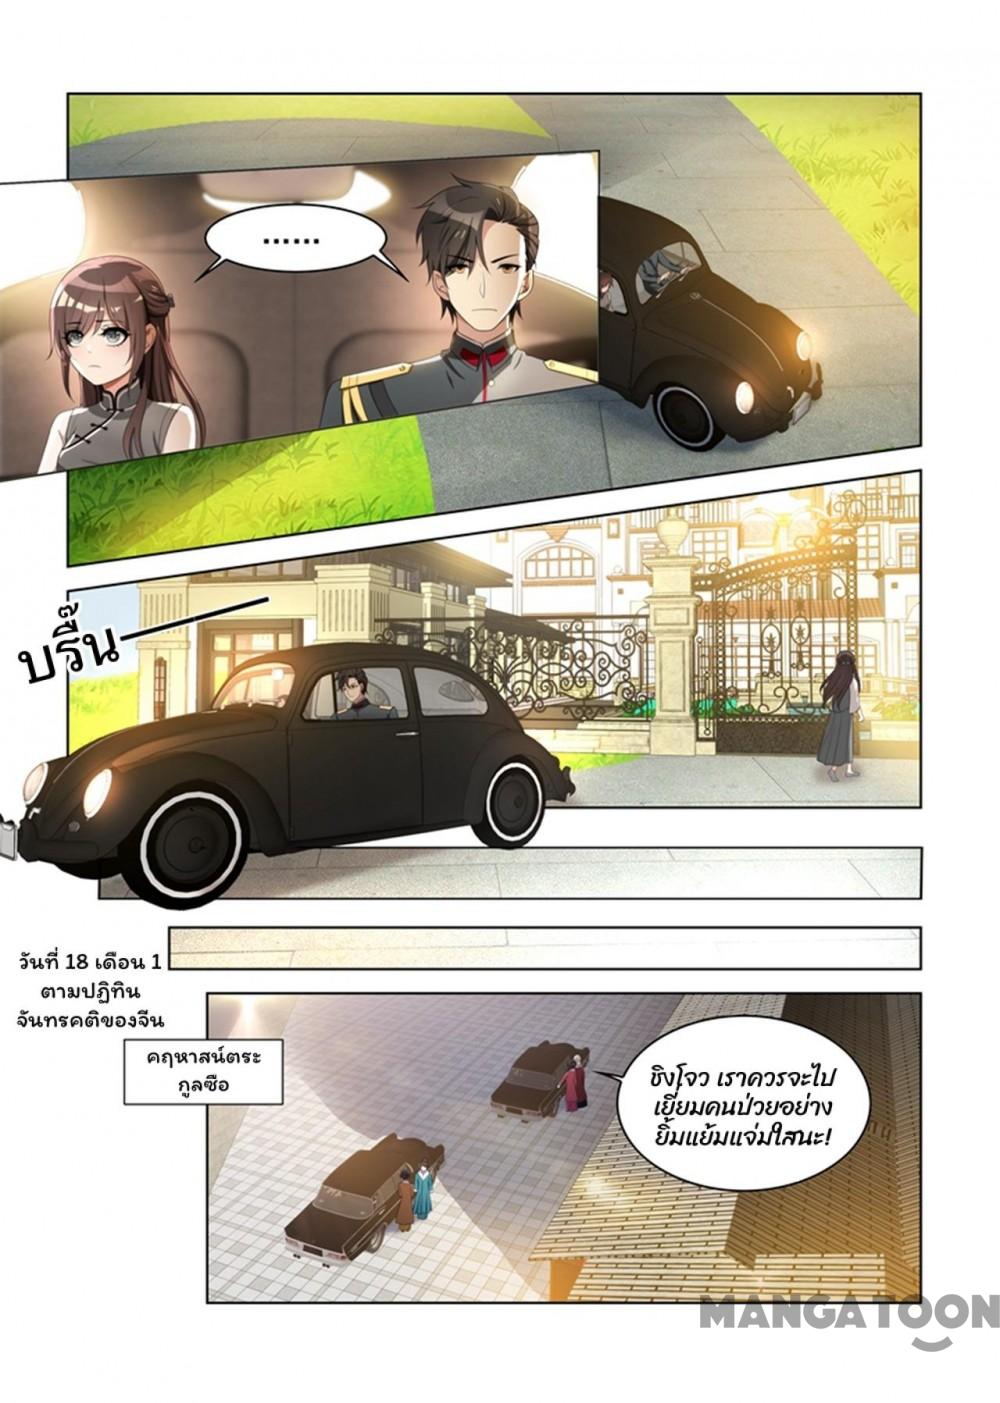 ......
บรื๊น
วันที่ 18 เดือน 1
ตามปฏิทิน
จันทรคติของจีน
คฤหาสน์ตระ
กูลซือ
ชิงโจว เราควรจะไป
เยี่ยมคนป่วยอย่าง
ยิ้มแย้มแจ่มใสนะ!
MANGATOON